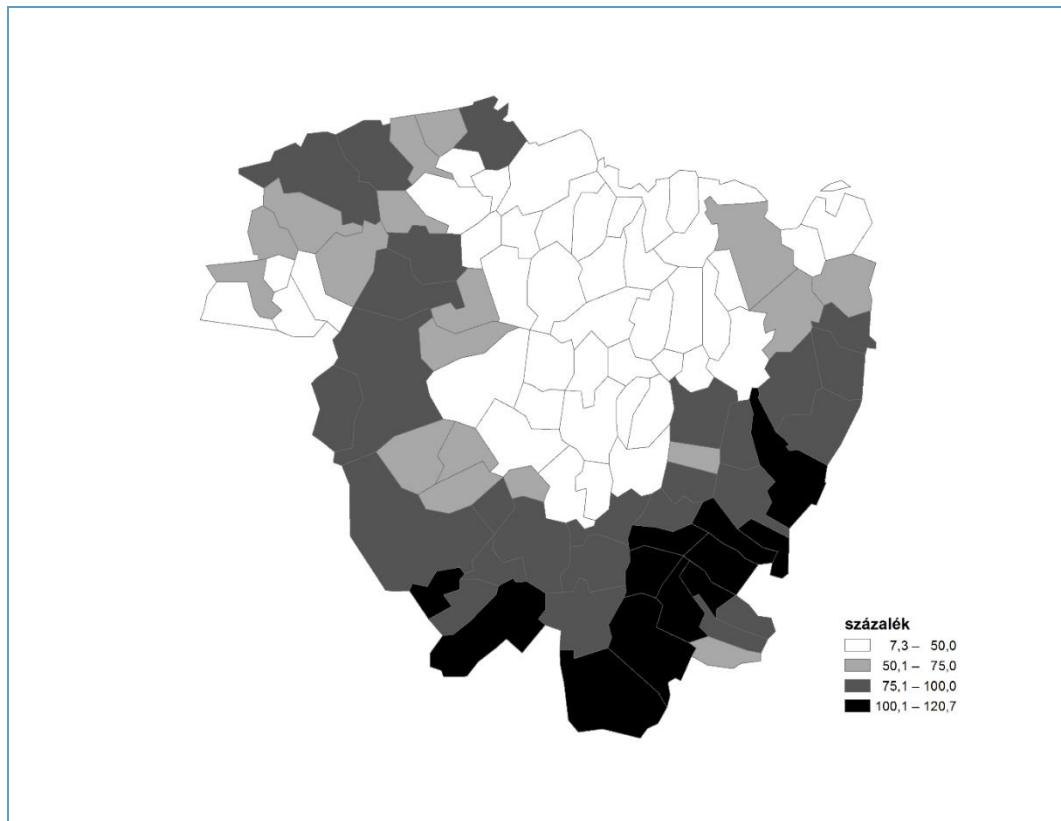 százalék
7,3 – 50,0
50,1 – 75,0
75,1 – 100,0
100,1 – 120,7